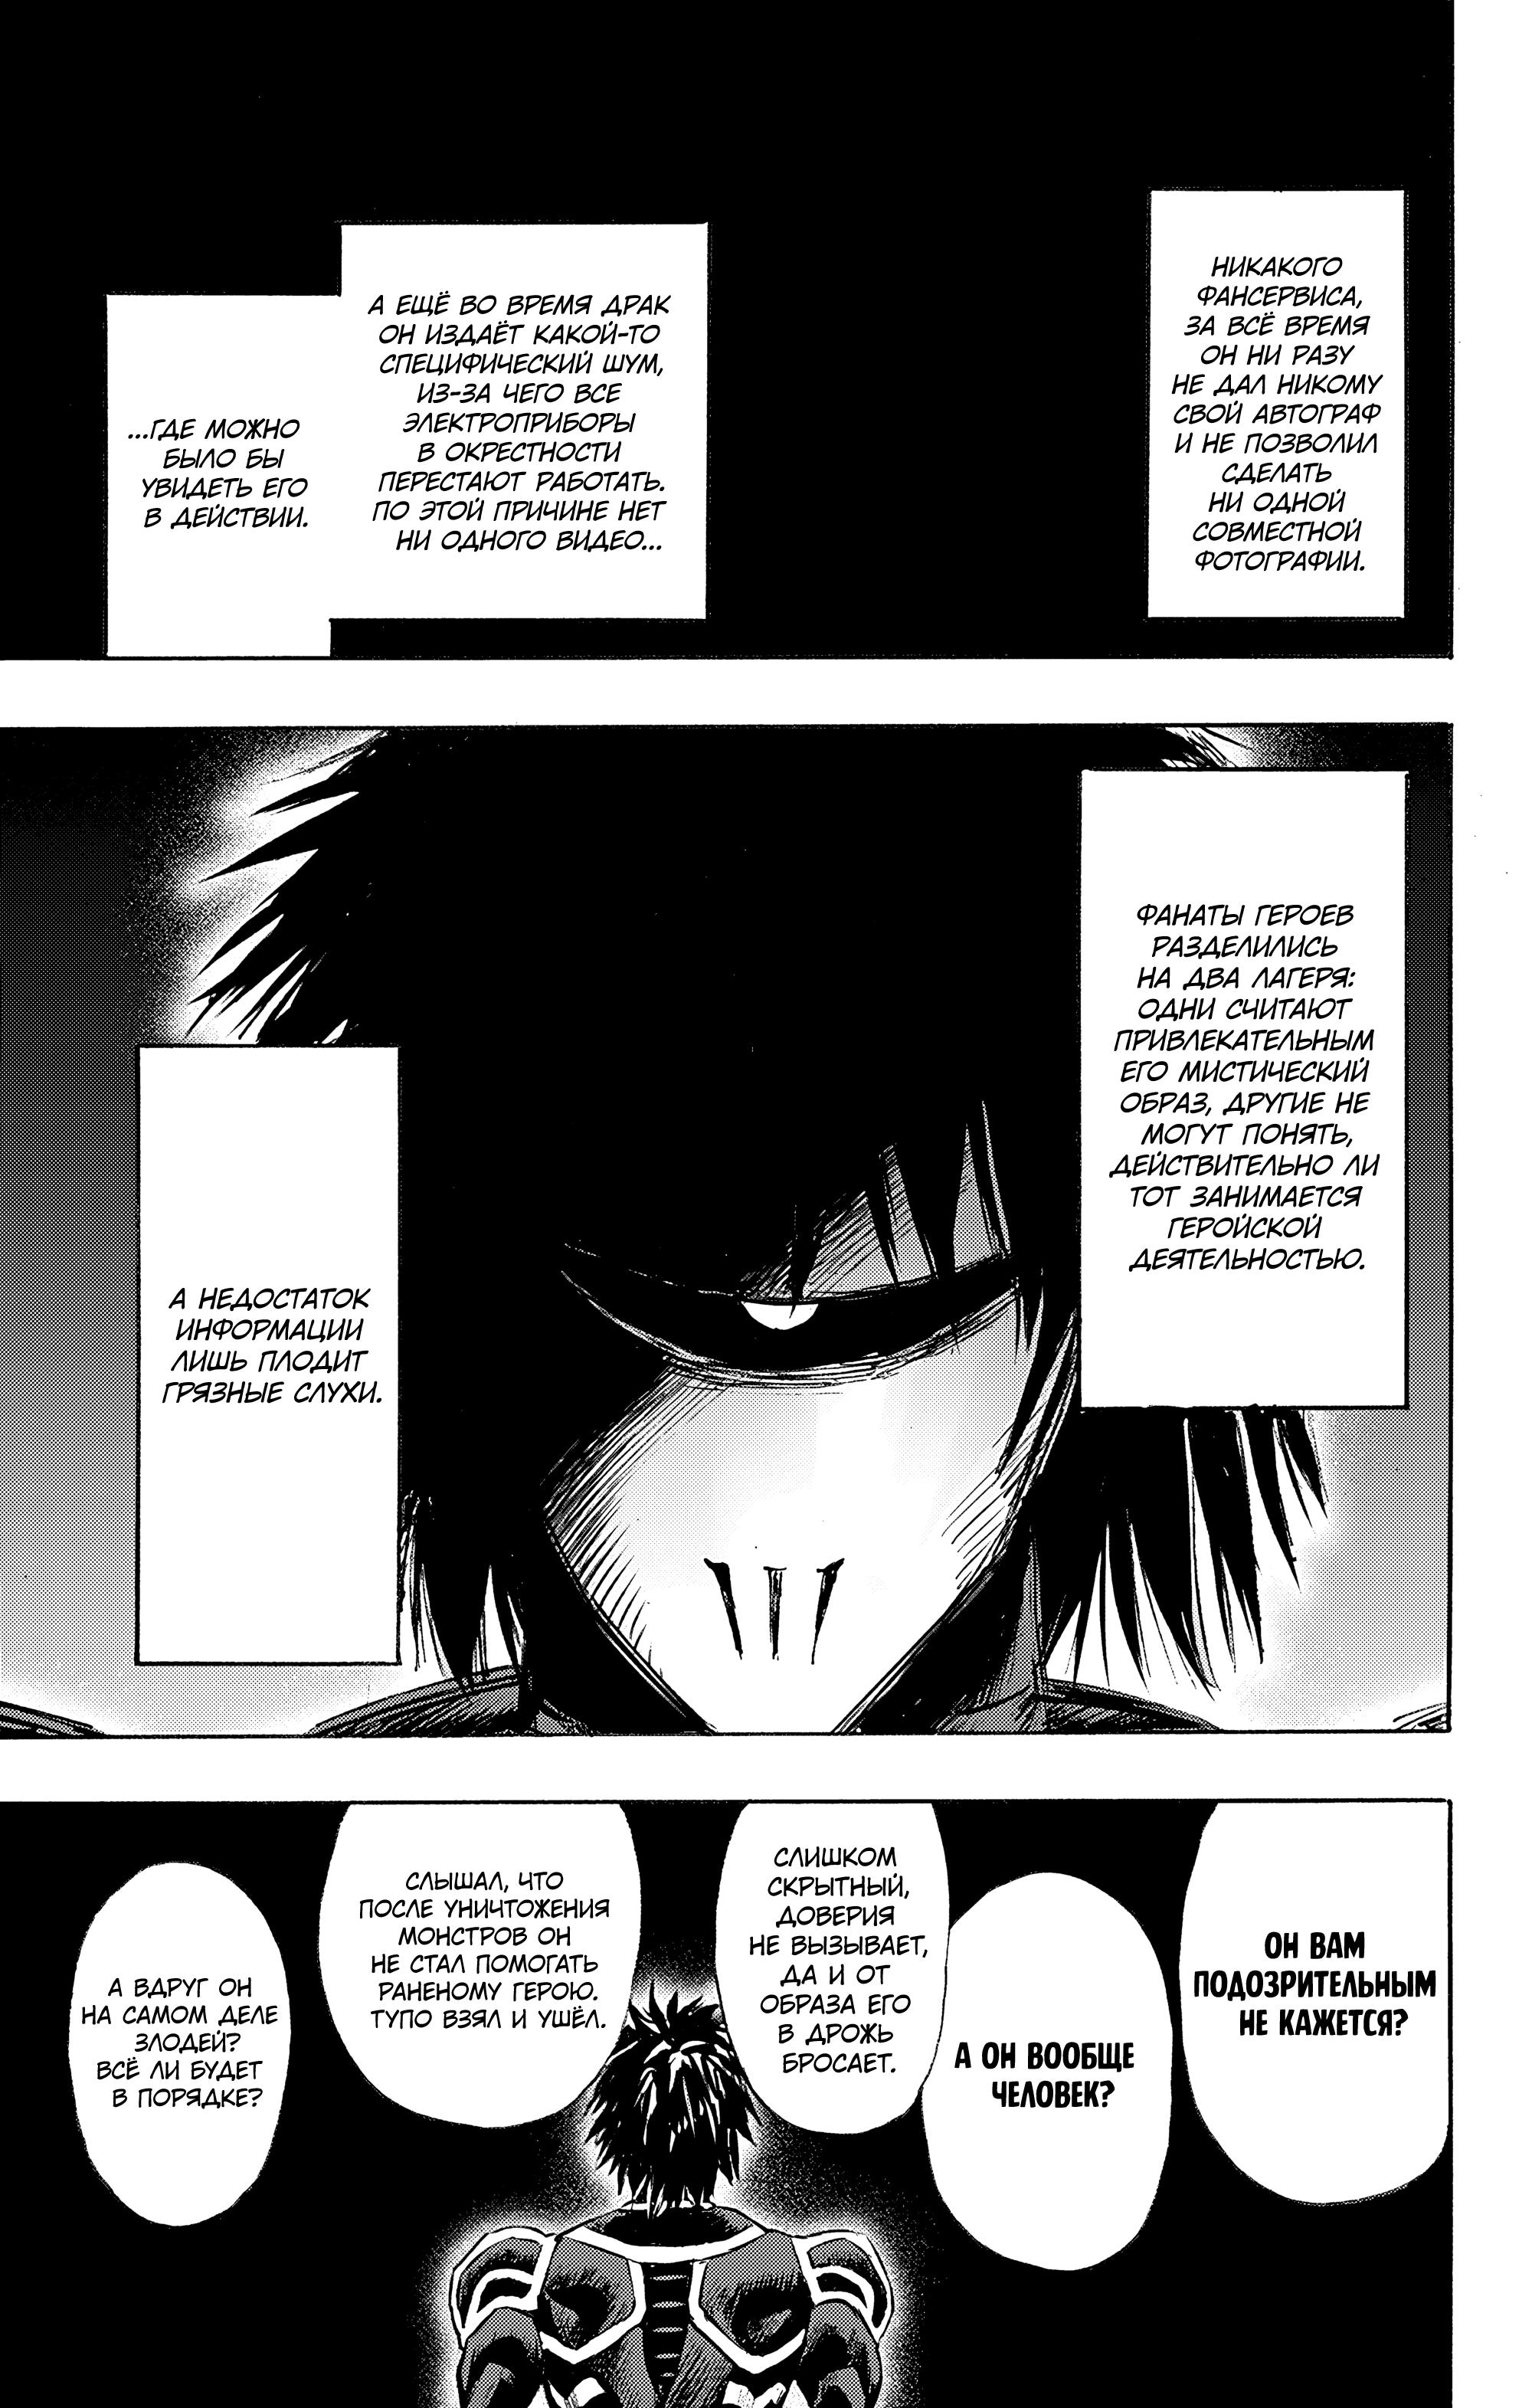 НИКАКОГО
ФАНСЕРВИСА,
ЗА ВСЁ ВРЕМЯ
ОН НИ РАЗУ
НЕ ДАЛ НИКОМУ
СВОЙ АВТОГРАФ
И НЕ ПОЗВОЛИЛ
СДЕЛАТЬ
НИ ОДНОЙ
СОВМЕСТНОЙ
ФОТОГРАФИИ.
А ЕЩЁ ВО ВРЕМЯ ДРАК
ОН ИЗДАЁТ КАКОЙ-ТО
СПЕЦИФИЧЕСКИЙ ШУМ,
ИЗ-ЗА ЧЕГО ВСЕ
ЭЛЕКТРОПРИБОРЫ
В ОКРЕСТНОСТИ
ПЕРЕСТАЮТ РАБОТАТЬ.
ПО ЭТОЙ ПРИЧИНЕ НЕТ
НИ ОДНОГО ВИДЕО...
...ГДЕ МОЖНО
БЫЛО БЫ
УВИДЕТЬ ЕГО
В ДЕЙСТВИИ.
ФАНАТЫ ГЕРОЕВ
РАЗДЕЛИЛИСЬ
НА ДВА ЛАГЕРЯ:
ОДНИ СЧИТАЮТ
ПРИВЛЕКАТЕЛЬНЫМ
ЕГО МИСТИЧЕСКИЙ
ОБРАЗ, ДРУГИЕ НЕ
МОГУТ ПОНЯТЬ,
ДЕЙСТВИТЕЛЬНО ЛИ
ТОТ ЗАНИМАЕТСЯ
ГЕРОЙСКОЙ
ДЕЯТЕЛЬНОСТЬЮ.
А НЕДОСТАТОК
ИНФОРМАЦИИ
ЛИШЬ ПЛОДИТ
ГРЯЗНЫЕ СЛУХИ.
ОН ВАМ
ПОДОЗРИТЕЛЬНЫМ
НЕ КАЖЕТСЯ?
А ОН ВООБЩЕ
ЧЕЛОВЕК?
СЛИШКОМ
СКРЫТНЫЙ,
ДОВЕРИЯ
НЕ ВЫЗЫВАЕТ,
ДА И ОТ
ОБРАЗА ЕГО
В ДРОЖЬ
БРОСАЕТ.
СЛЫШАЛ, ЧТО
ПОСЛЕ УНИЧТОЖЕНИЯ
МОНСТРОВ ОН
НЕ СТАЛ ПОМОГАТЬ
РАНЕНОМУ ГЕРОЮ.
ТУПО ВЗЯЛ И УШЁЛ.
А ВДРУГ ОН
НА САМОМ ДЕЛЕ
ЗЛОДЕЙ?
ВСЁ ЛИ БУДЕТ
В ПОРЯДКЕ?